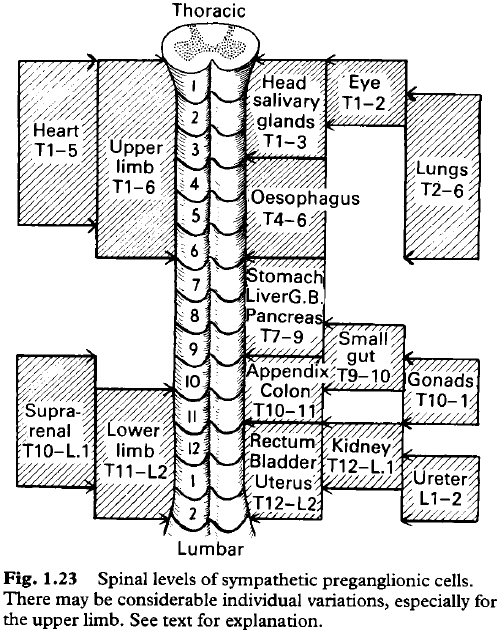 Thoracic
1
2
3
4
5
6
7
8
9
10
11
12
1
2
Lumbar
Heart
T1–5
Upper
limb
T1–6
Supra-
renal
T10–L.1
Lower
limb
T11–L2
Head
salivary
glands
T1–3
Eye
T1–2
Lungs
T2–6
Oesophagus
T4–6
Stomach
LiverG.B.
Pancreas
T7–9
Small
gut
T9–10
Appendix
Colon
T10–11
Gonads
T10–1
Rectum
Bladder
Uterus
T12–L2
Kidney
T12–L.1
Ureter
L1–2
Fig. 1.23 Spinal levels of sympathetic preganglionic cells.
There may be considerable individual variations, especially for
the upper limb. See text for explanation.